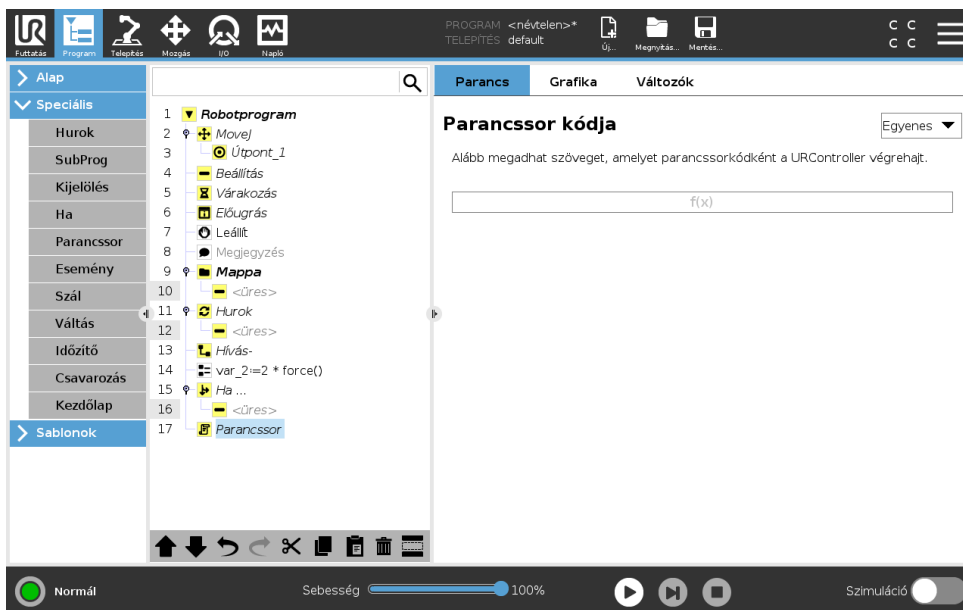 UR
PROGRAM <névtelen>*
TELEPÍTÉS default
Futtatás Program Telepítés Mozgás I/O Napló Új... Megnyitás... Mentés...
C C
C C
Alap
Speciális
Hurok
SubProg
Kijelölés
Ha
Parancssor
Esemény
Szál
Váltás
Időzítő
Csavarozás
Kezdőlap
Sablonok
1 Robotprogram
2 MoveJ
3 Útpont_1
4 Beállítás
5 Várakozás
6 Előugrás
7 Leállít
8 Megjegyzés
9 Mappa
10 <üres>
11 Hurok
12 <üres>
13 Hívás-
14 var_2:=2 * force()
15 Ha ...
16 <üres>
17 Parancssor
Parancs Grafika Változók
Parancssor kódja
Egyenes
Alább megadhat szöveget, amelyet parancssorkódként a URController végrehajt.
f(x)
Normál
Sebesség 100%
Szimuláció